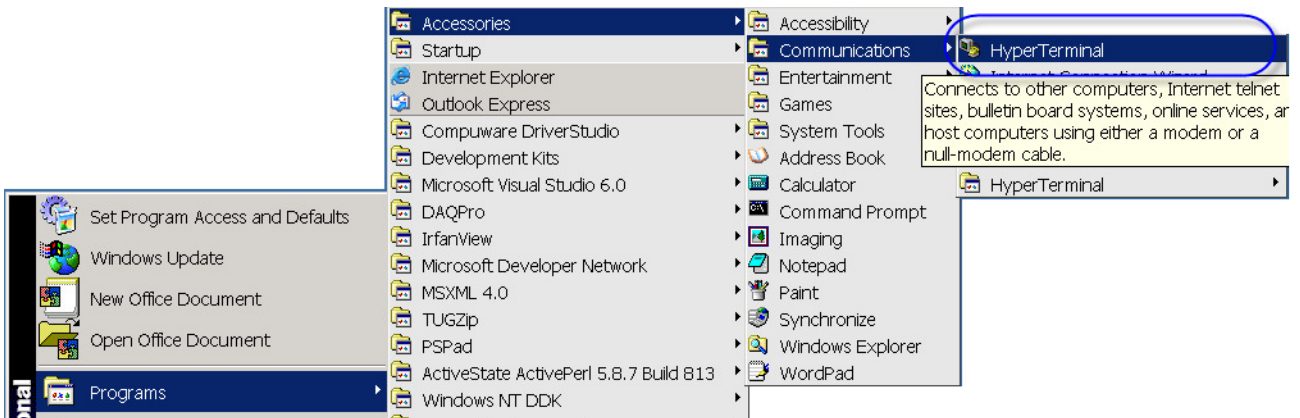 Accessories
Startup
Internet Explorer
Outlook Express
Compuware DriverStudio
Development Kits
Microsoft Visual Studio 6.0
DAQPro
IrfanView
Microsoft Developer Network
MSXML 4.0
TUGZip
PSPad
ActiveState ActivePerl 5.8.7 Build 813
Windows NT DDK
Accessibility
Communications
Entertainment
Games
System Tools
Address Book
Calculator
Command Prompt
Imaging
Notepad
Paint
Synchronize
Windows Explorer
WordPad
HyperTerminal
Internet Connection Wizard
Connects to other computers, Internet telnet
sites, bulletin board systems, online services, ar
host computers using either a modem or a
null-modem cable.
HyperTerminal
Set Program Access and Defaults
Windows Update
New Office Document
Open Office Document
Programs
onal